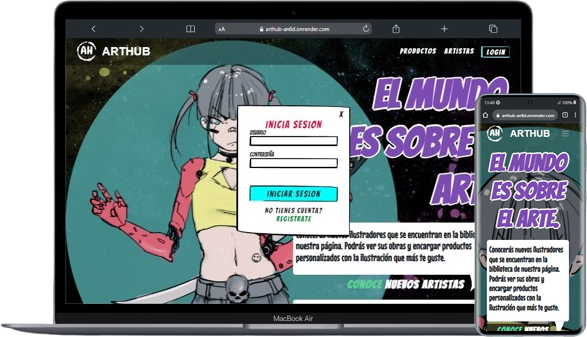 AA
arthub-an6d.onrender.com
AH ARTHUB
PRODUCTOS ARTISTAS LOGIN
EL MUNDO
ES SOBRE
ART
X
INICIA SESION
USUARIO
CONTRASEÑA
INICIAR SESION
NO TIENES CUENTA?
REGISTRATE
Conocerás nuevos ilustradores que se encuentran en la bibli
nuestra página. Podrás ver sus obras y encargar productos
personalizados con la ilustración que más te guste.
CONOCE NUEVOS ARTISTAS
MacBook Air
13:49
100%
arthub-an6d.onrender.com
AH ARTHUB
EL MUNDO
ES SOBRE
EL ARTE.
Conocerás nuevos ilustradores
que se encuentran en la
biblioteca de nuestra página.
Podrás ver sus obras y
encargar productos
personalizados con la
ilustración que más te guste.
CONOCE NUEVOS